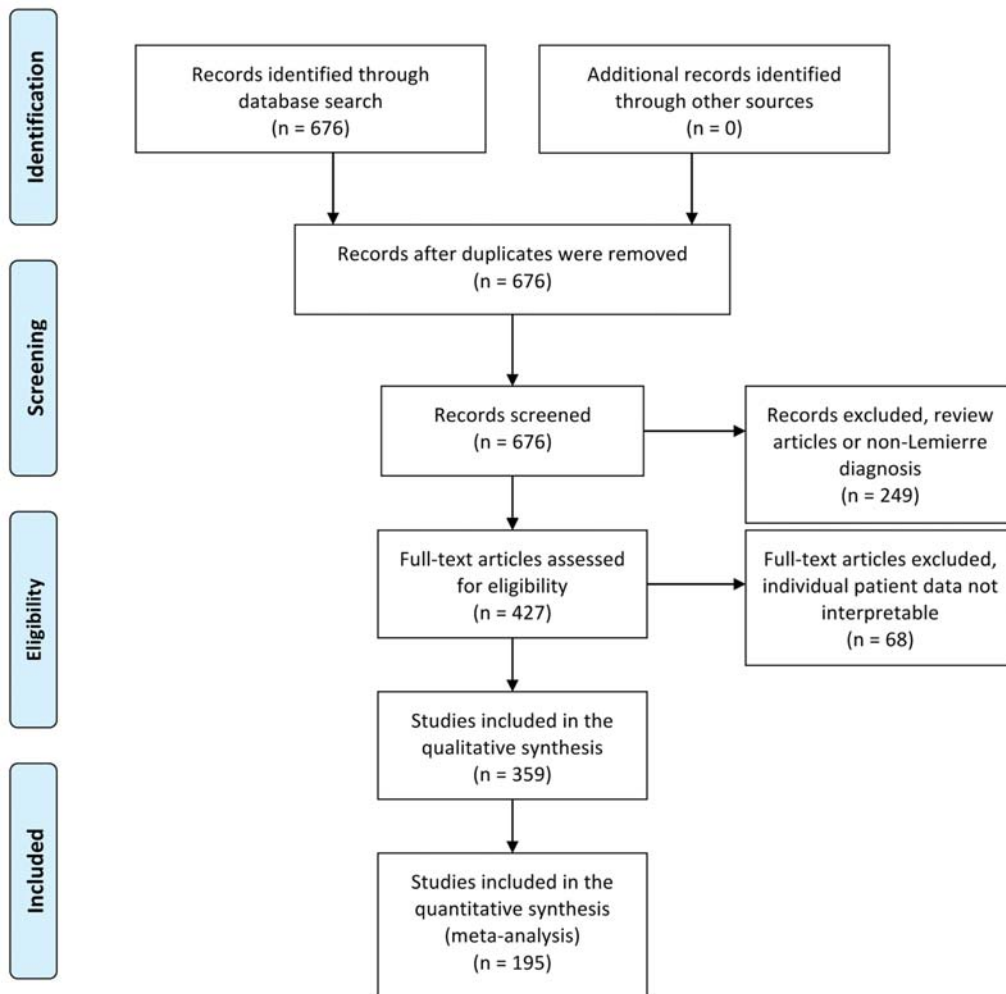 Identification
Records identified through
database search
(n = 676)
Additional records identified
through other sources
(n = 0)
Records after duplicates were removed
(n = 676)
Screening
Records screened
(n = 676)
Records excluded, review
articles or non-Lemierre
diagnosis
(n = 249)
Eligibility
Full-text articles assessed
for eligibility
(n = 427)
Full-text articles excluded,
individual patient data not
interpretable
(n = 68)
Studies included in the
qualitative synthesis
(n = 359)
Included
Studies included in the
quantitative synthesis
(meta-analysis)
(n = 195)